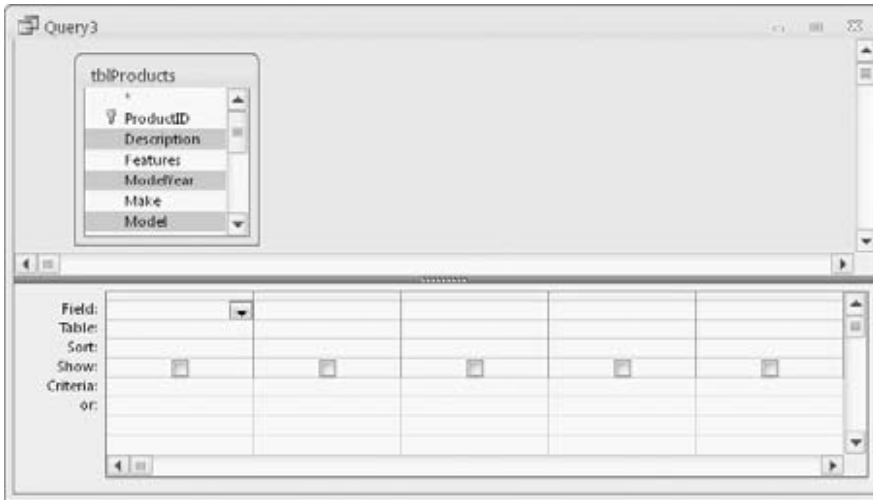 Query3
tblProducts
*
ProductID
Description
Features
ModelYear
Make
Model
Field:
Table:
Sort:
Show:
Criteria:
or: